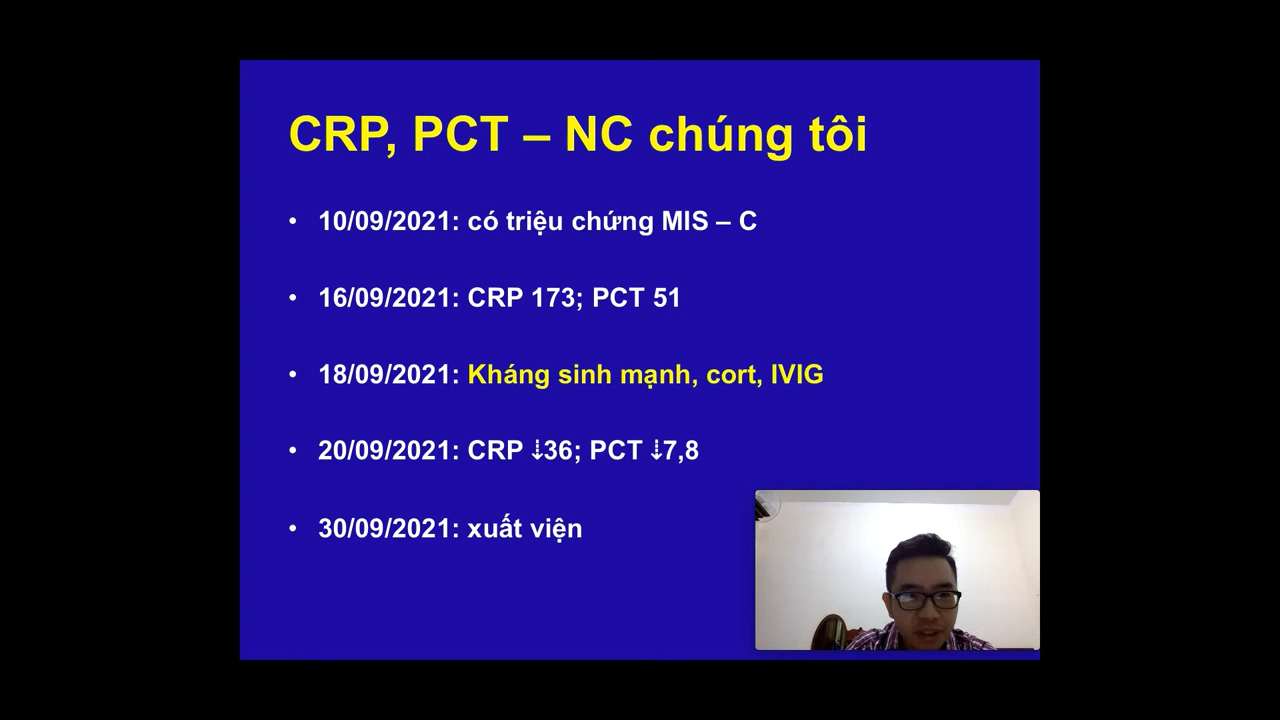 CRP, PCT – NC chúng tôi
• 10/09/2021: có triệu chứng MIS – C
• 16/09/2021: CRP 173; PCT 51
• 18/09/2021: Kháng sinh mạnh, cort, IVIG
• 20/09/2021: CRP ⇣36; PCT ⇣7,8
• 30/09/2021: xuất viện